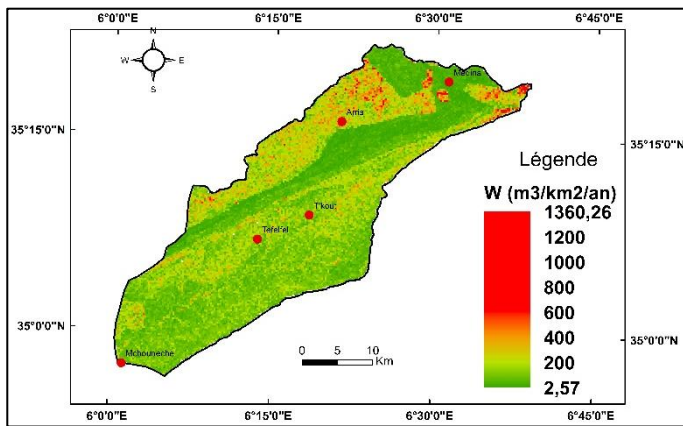 6°0'0"E 6°15'0"E 6°30'0"E 6°45'0"E
N
W E
S
Medina
Arris
35°15'0"N 35°15'0"N
Légende
W (m3/km2/an)
1360,26
1200
1000
800
600
400
200
2,57
T'kout
Tefelfel
35°0'0"N 35°0'0"N
Mchouneche
0 5 10
Km
6°0'0"E 6°15'0"E 6°30'0"E 6°45'0"E